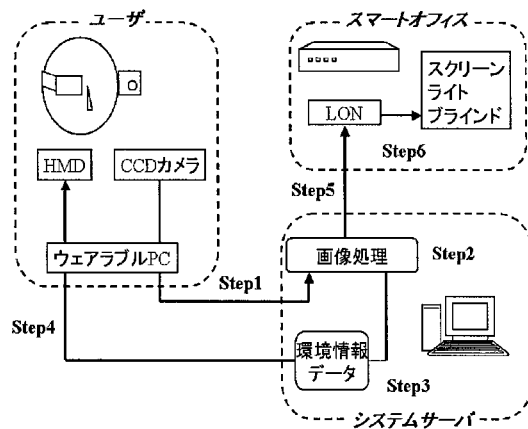 ユーザ
HMD
CCDカメラ
ウェアラブルPC
スマートオフィス
スクリーン
ライト
ブラインド
LON
Step6
Step5
画像処理
Step2
Step1
Step4
環境情報
データ
Step3
システムサーバ